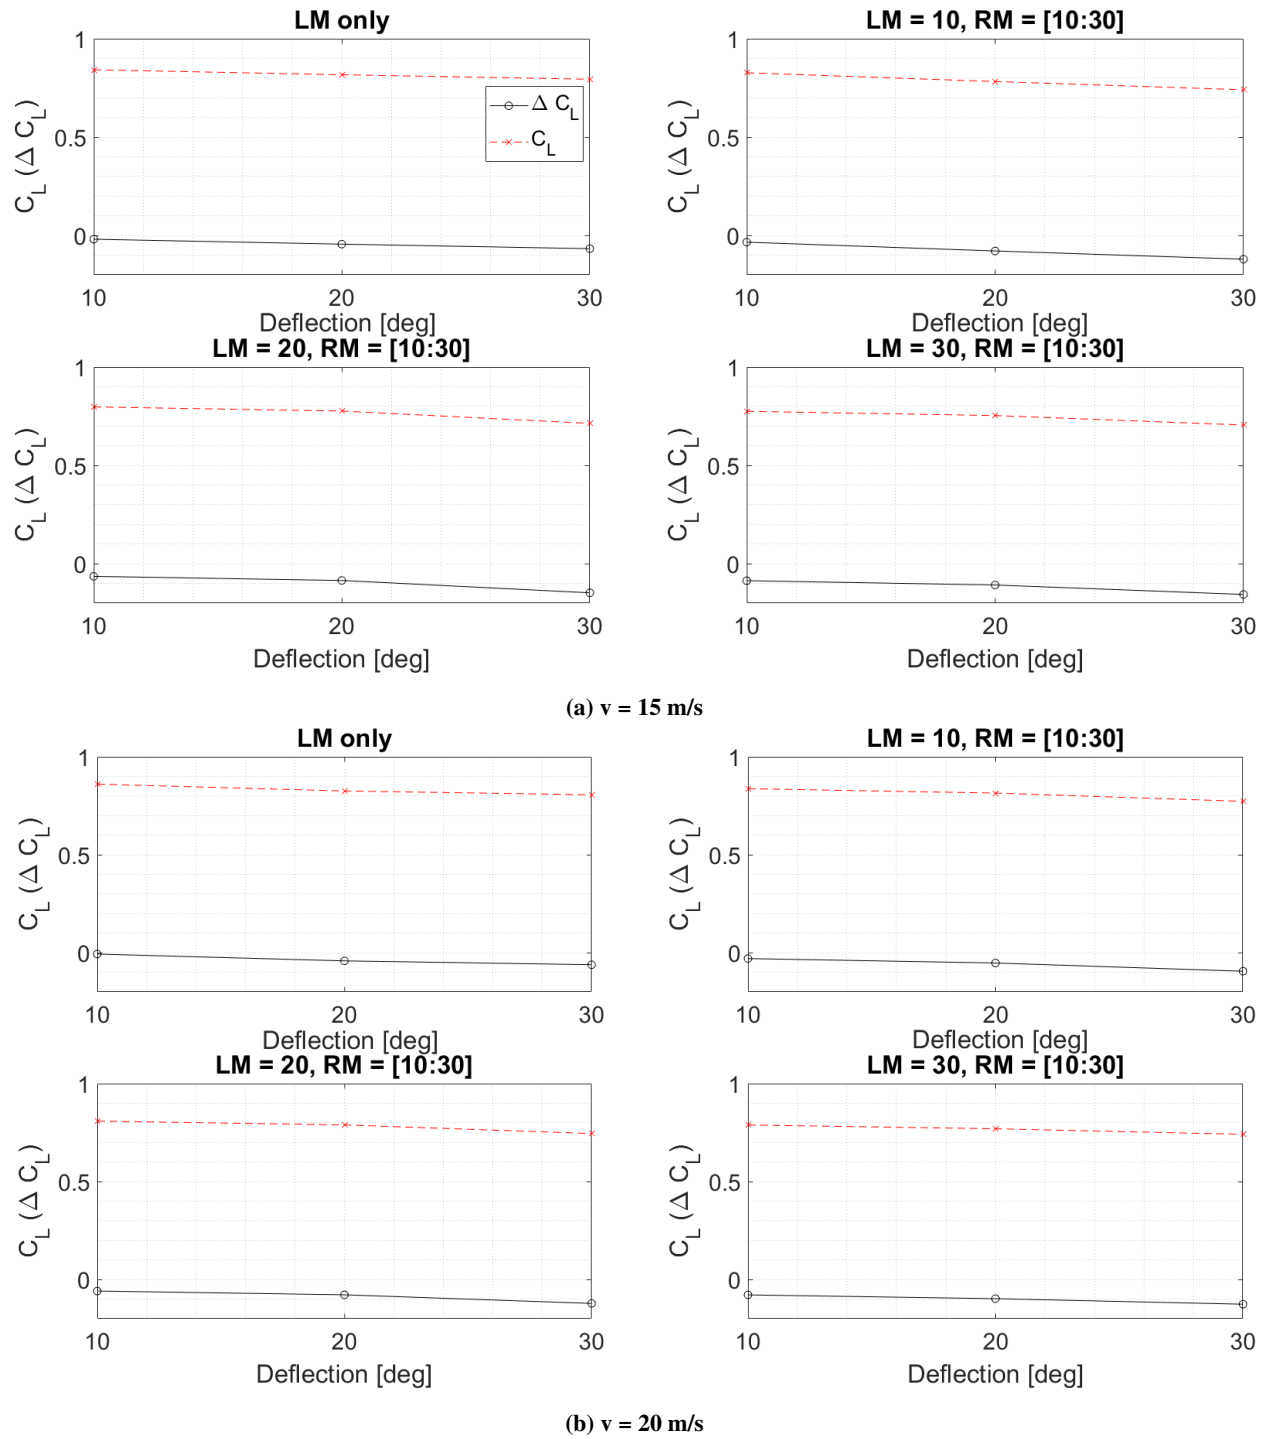 LM only
LM = 10, RM = [10:30]
1
0.5
0
C_L (Δ C_L)
10 20 30
Deflection [deg]
Δ C_L
C_L
1
0.5
0
C_L (Δ C_L)
10 20 30
Deflection [deg]
LM = 20, RM = [10:30]
LM = 30, RM = [10:30]
1
0.5
0
C_L (Δ C_L)
10 20 30
Deflection [deg]
1
0.5
0
C_L (Δ C_L)
10 20 30
Deflection [deg]
(a) v = 15 m/s
LM only
LM = 10, RM = [10:30]
1
0.5
0
C_L (Δ C_L)
10 20 30
Deflection [deg]
1
0.5
0
C_L (Δ C_L)
10 20 30
Deflection [deg]
LM = 20, RM = [10:30]
LM = 30, RM = [10:30]
1
0.5
0
C_L (Δ C_L)
10 20 30
Deflection [deg]
1
0.5
0
C_L (Δ C_L)
10 20 30
Deflection [deg]
(b) v = 20 m/s